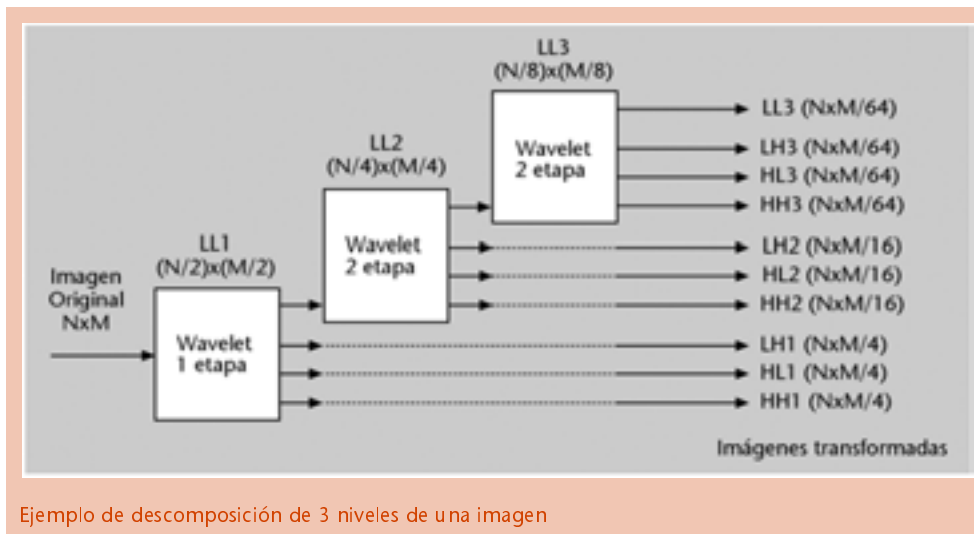 LL3
(N/8)x(M/8)
LL3 (NxM/64)
LL2
(N/4)x(M/4)
Wavelet
2 etapa
LH3 (NxM/64)
HL3 (NxM/64)
HH3 (NxM/64)
LL1
(N/2)x(M/2)
Wavelet
2 etapa
LH2 (NxM/16)
HL2 (NxM/16)
HH2 (NxM/16)
Imagen
Original
NxM
Wavelet
1 etapa
LH1 (NxM/4)
HL1 (NxM/4)
HH1 (NxM/4)
Imágenes transformadas
Ejemplo de descomposición de 3 niveles de una imagen